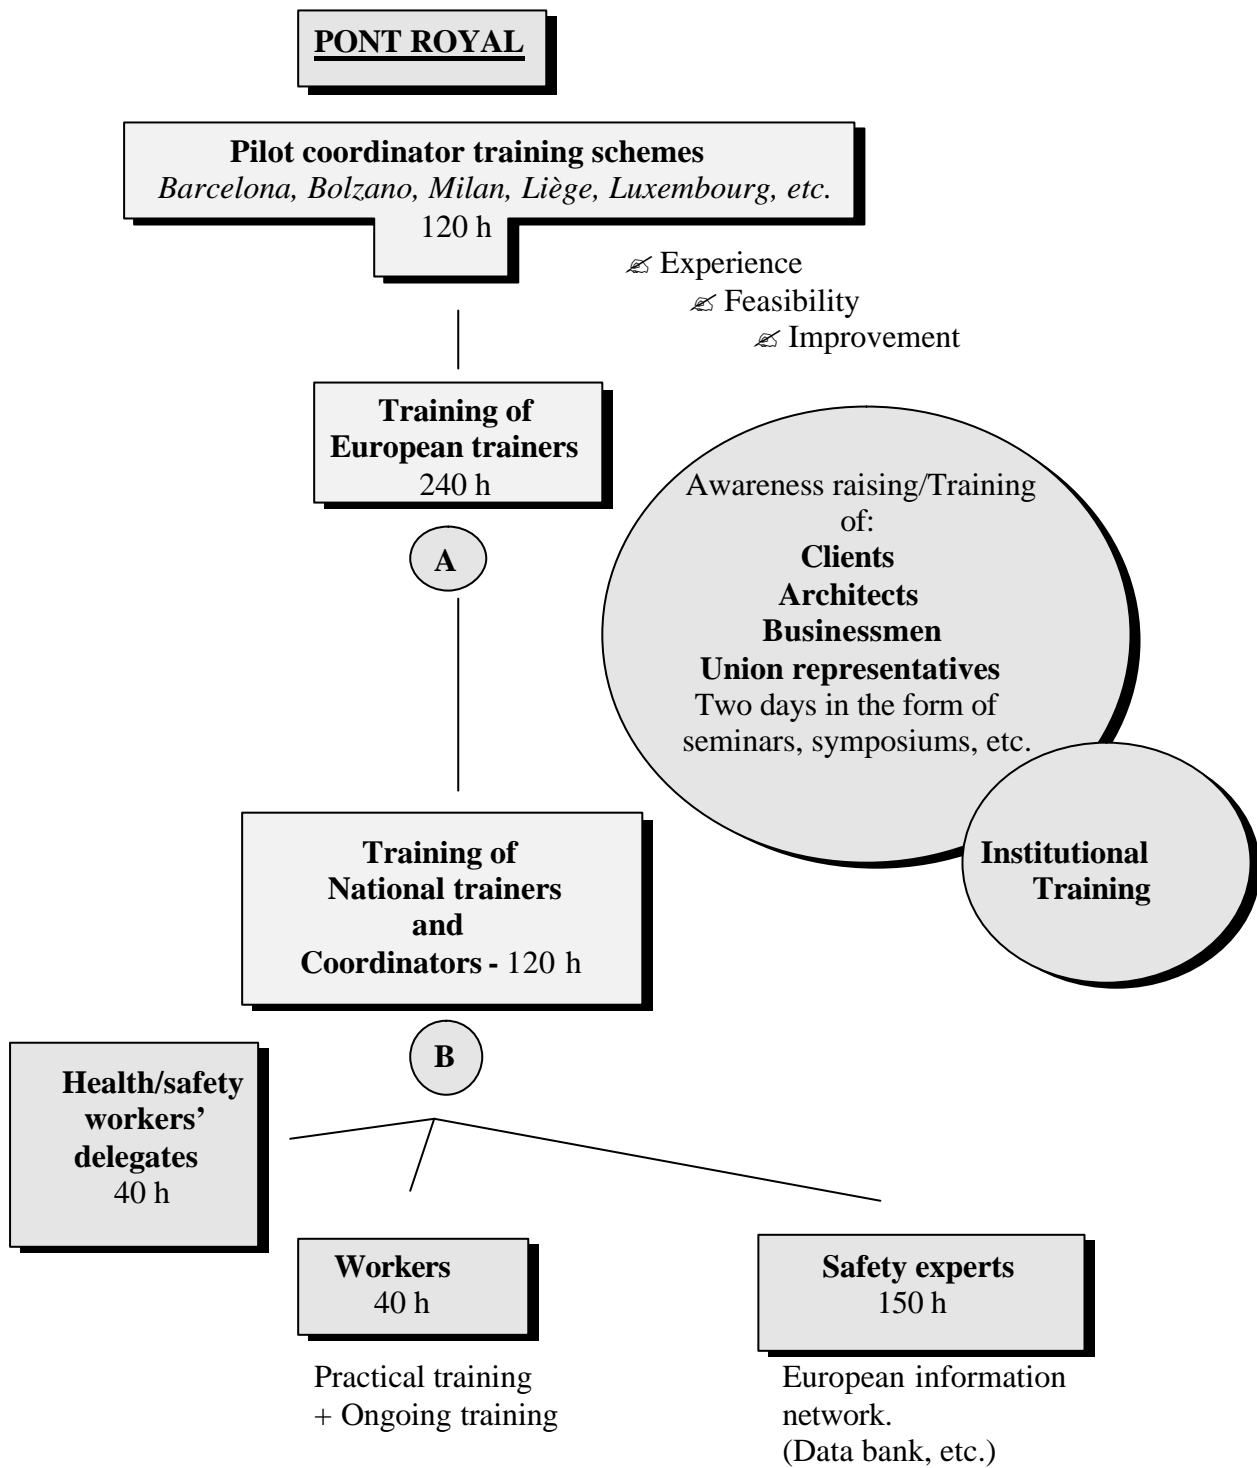 PONT ROYAL
Pilot coordinator training schemes
Barcelona, Bolzano, Milan, Liège, Luxembourg, etc.
120 h
Experience
Feasibility
Improvement
Training of
European trainers
240 h
A
Awareness raising/Training
of:
Clients
Architects
Businessmen
Union representatives
Two days in the form of
seminars, symposiums, etc.
Institutional
Training
Training of
National trainers
and
Coordinators - 120 h
B
Health/safety
workers’
delegates
40 h
Workers
40 h
Practical training
+ Ongoing training
Safety experts
150 h
European information
network.
(Data bank, etc.)